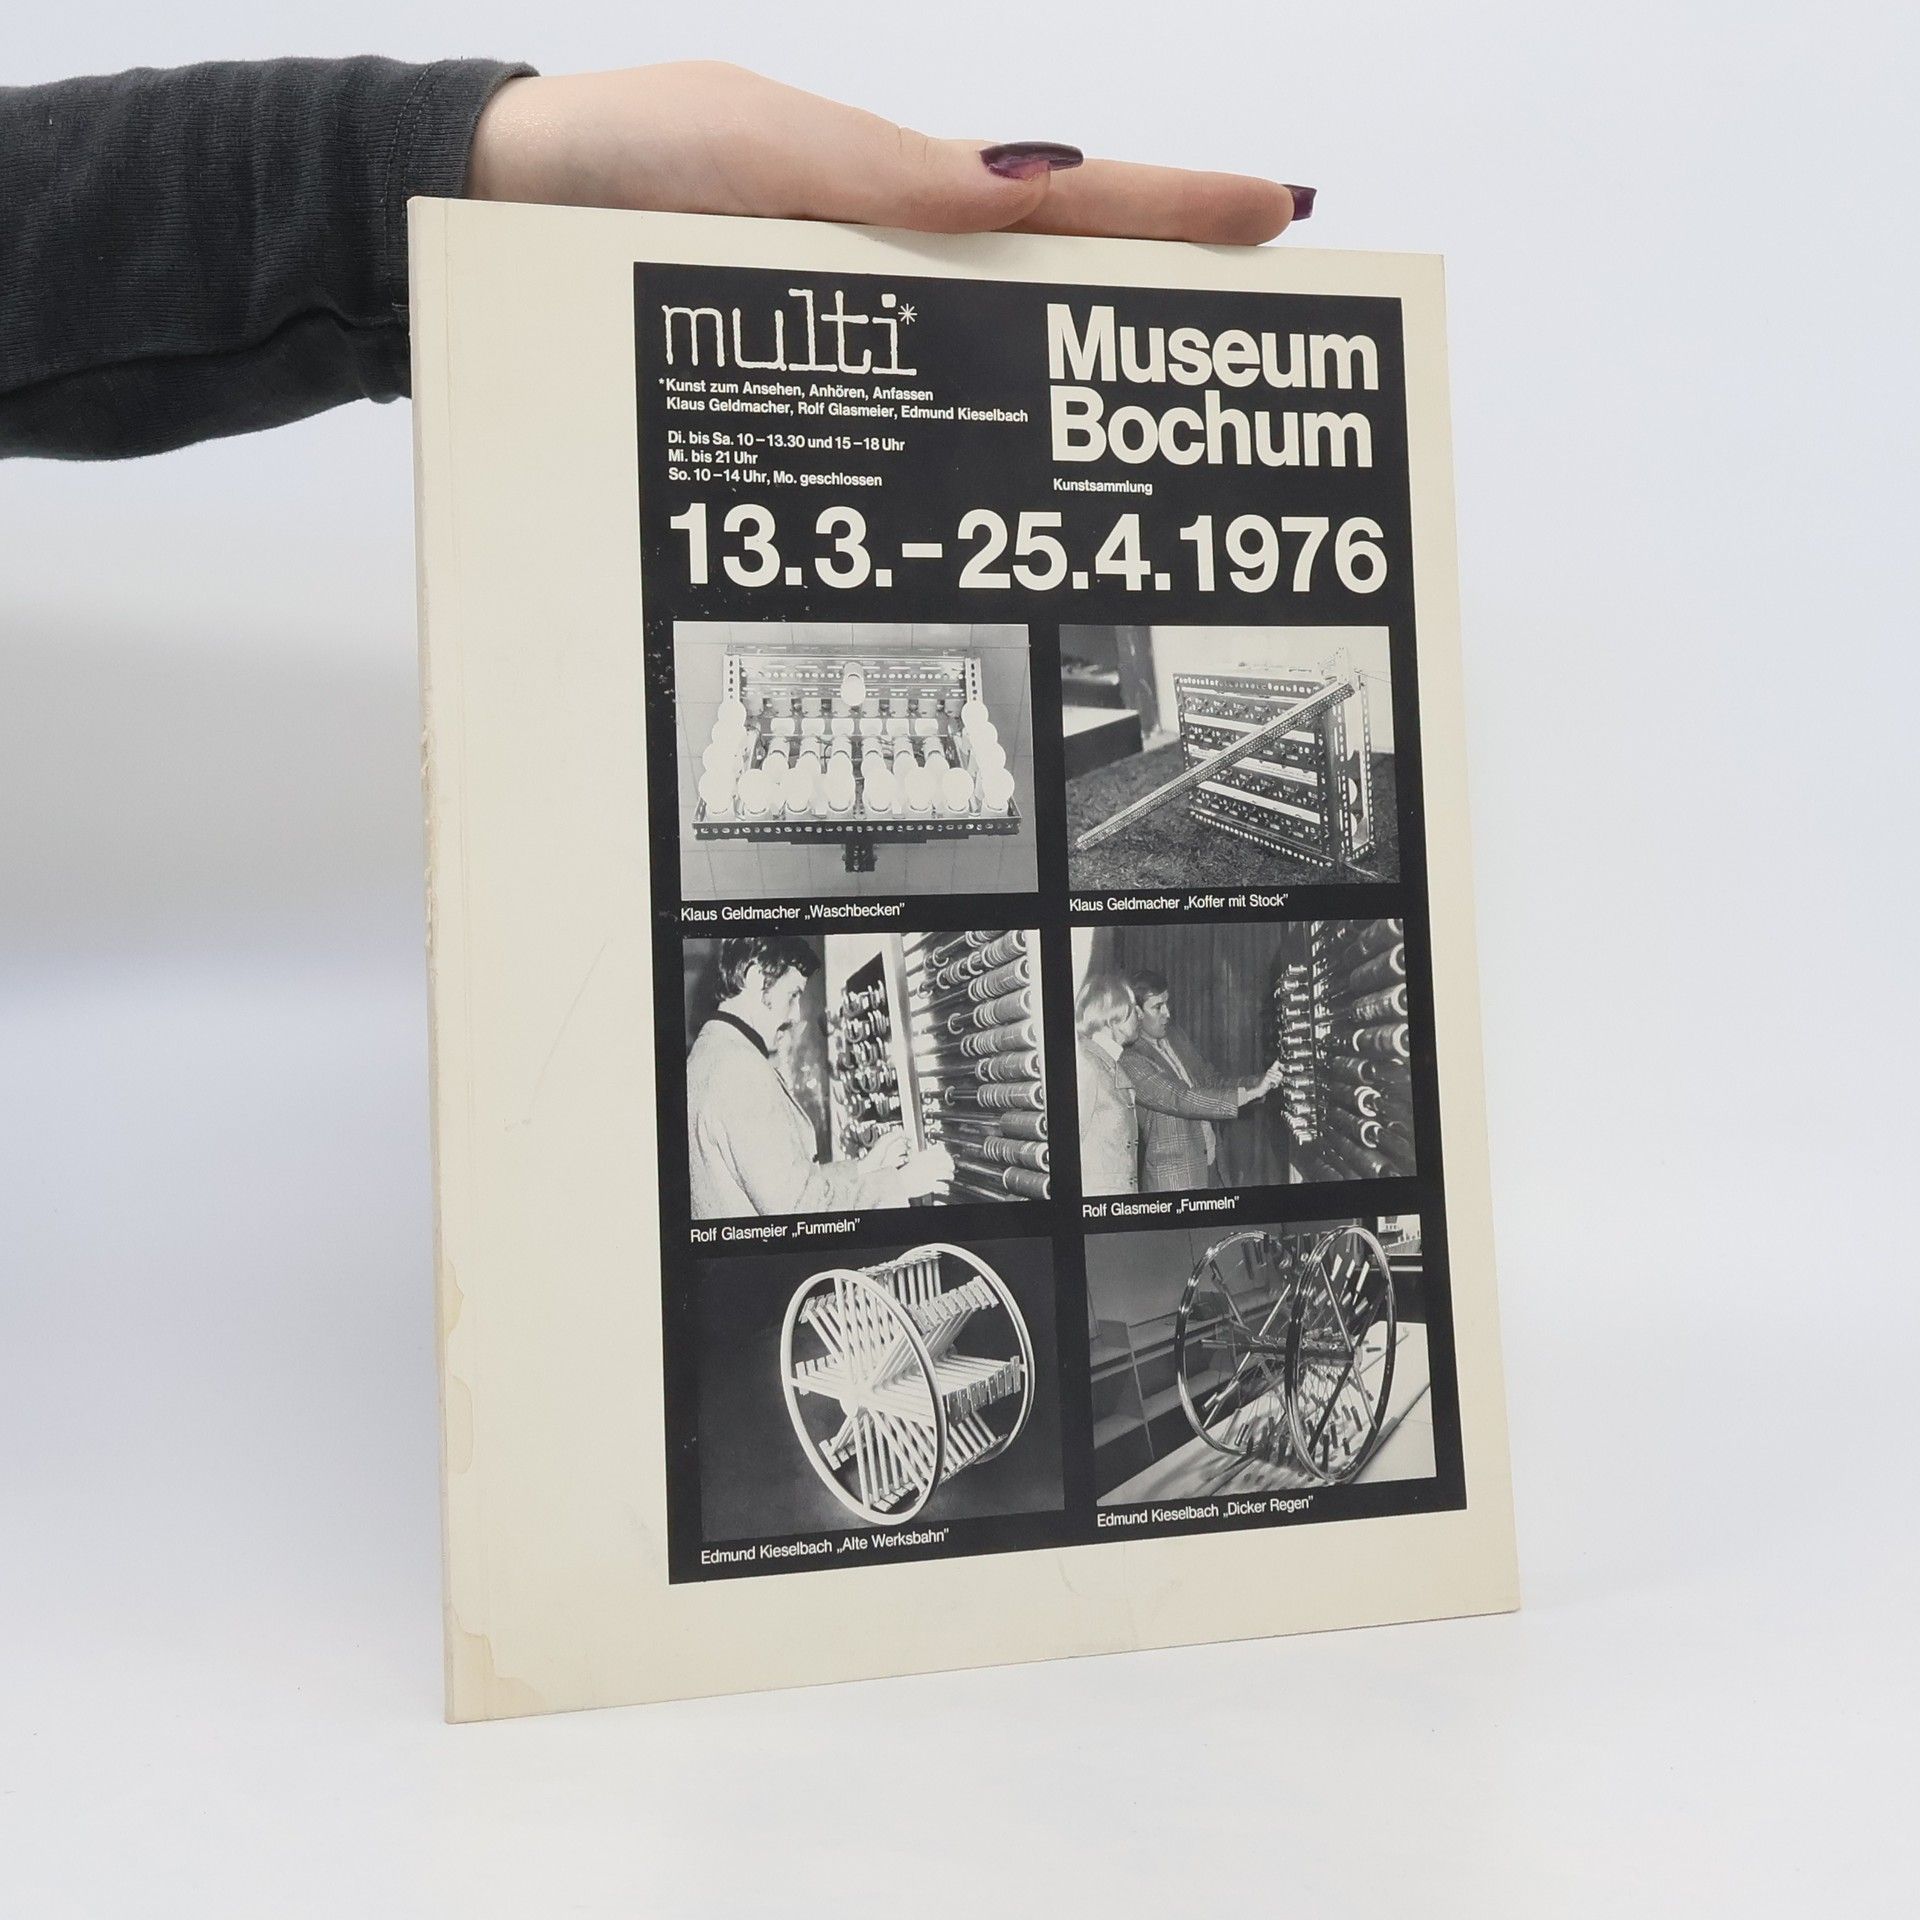 multi*
*Kunst zum Ansehen, Anhören, Anfassen
Klaus Geldmacher, Rolf Glasmeier, Edmund Kieselbach
Di. bis Sa. 10–13.30 und 15–18 Uhr
Mi. bis 21 Uhr
So. 10–14 Uhr, Mo. geschlossen
Museum
Bochum
Kunstsammlung
13.3.–25.4.1976
Klaus Geldmacher „Waschbecken”
Klaus Geldmacher „Koffer mit Stock”
Rolf Glasmeier „Fummeln”
Rolf Glasmeier „Fummeln”
Edmund Kieselbach „Alte Werksbahn”
Edmund Kieselbach „Dicker Regen”